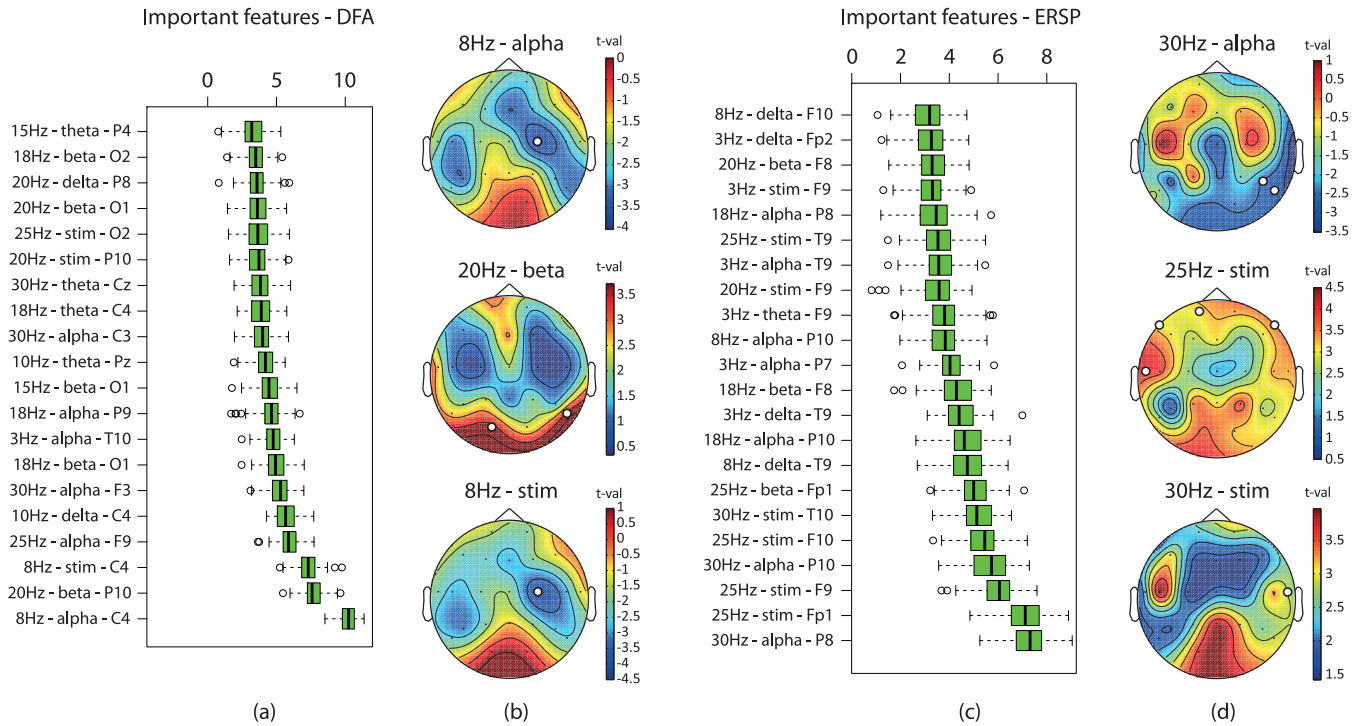 Important features - DFA
0 5 10
15Hz - theta - P4
18Hz - beta - O2
20Hz - delta - P8
20Hz - beta - O1
25Hz - stim - O2
20Hz - stim - P10
30Hz - theta - Cz
18Hz - theta - C4
30Hz - alpha - C3
10Hz - theta - Pz
15Hz - beta - O1
18Hz - alpha - P9
3Hz - alpha - T10
18Hz - beta - O1
30Hz - alpha - F3
10Hz - delta - C4
25Hz - alpha - F9
8Hz - stim - C4
20Hz - beta - P10
8Hz - alpha - C4
(a)
8Hz - alpha
t-val
0
-0.5
-1
-1.5
-2
-2.5
-3
-3.5
-4
20Hz - beta
t-val
3.5
3
2.5
2
1.5
1
0.5
8Hz - stim
t-val
1
0.5
0
-0.5
-1
-1.5
-2
-2.5
-3
-3.5
-4
-4.5
(b)
Important features - ERSP
0 2 4 6 8
8Hz - delta - F10
3Hz - delta - Fp2
20Hz - beta - F8
3Hz - stim - F9
18Hz - alpha - P8
25Hz - stim - T9
3Hz - alpha - T9
20Hz - stim - F9
3Hz - theta - F9
8Hz - alpha - P10
3Hz - alpha - P7
18Hz - beta - F8
3Hz - delta - T9
18Hz - alpha - P10
8Hz - delta - T9
25Hz - beta - Fp1
30Hz - stim - T10
25Hz - stim - F10
30Hz - alpha - P10
25Hz - stim - F9
25Hz - stim - Fp1
30Hz - alpha - P8
(c)
30Hz - alpha
t-val
1
0.5
0
-0.5
-1
-1.5
-2
-2.5
-3
-3.5
25Hz - stim
t-val
4.5
4
3.5
3
2.5
2
1.5
1
0.5
30Hz - stim
t-val
3.5
3
2.5
2
1.5
(d)